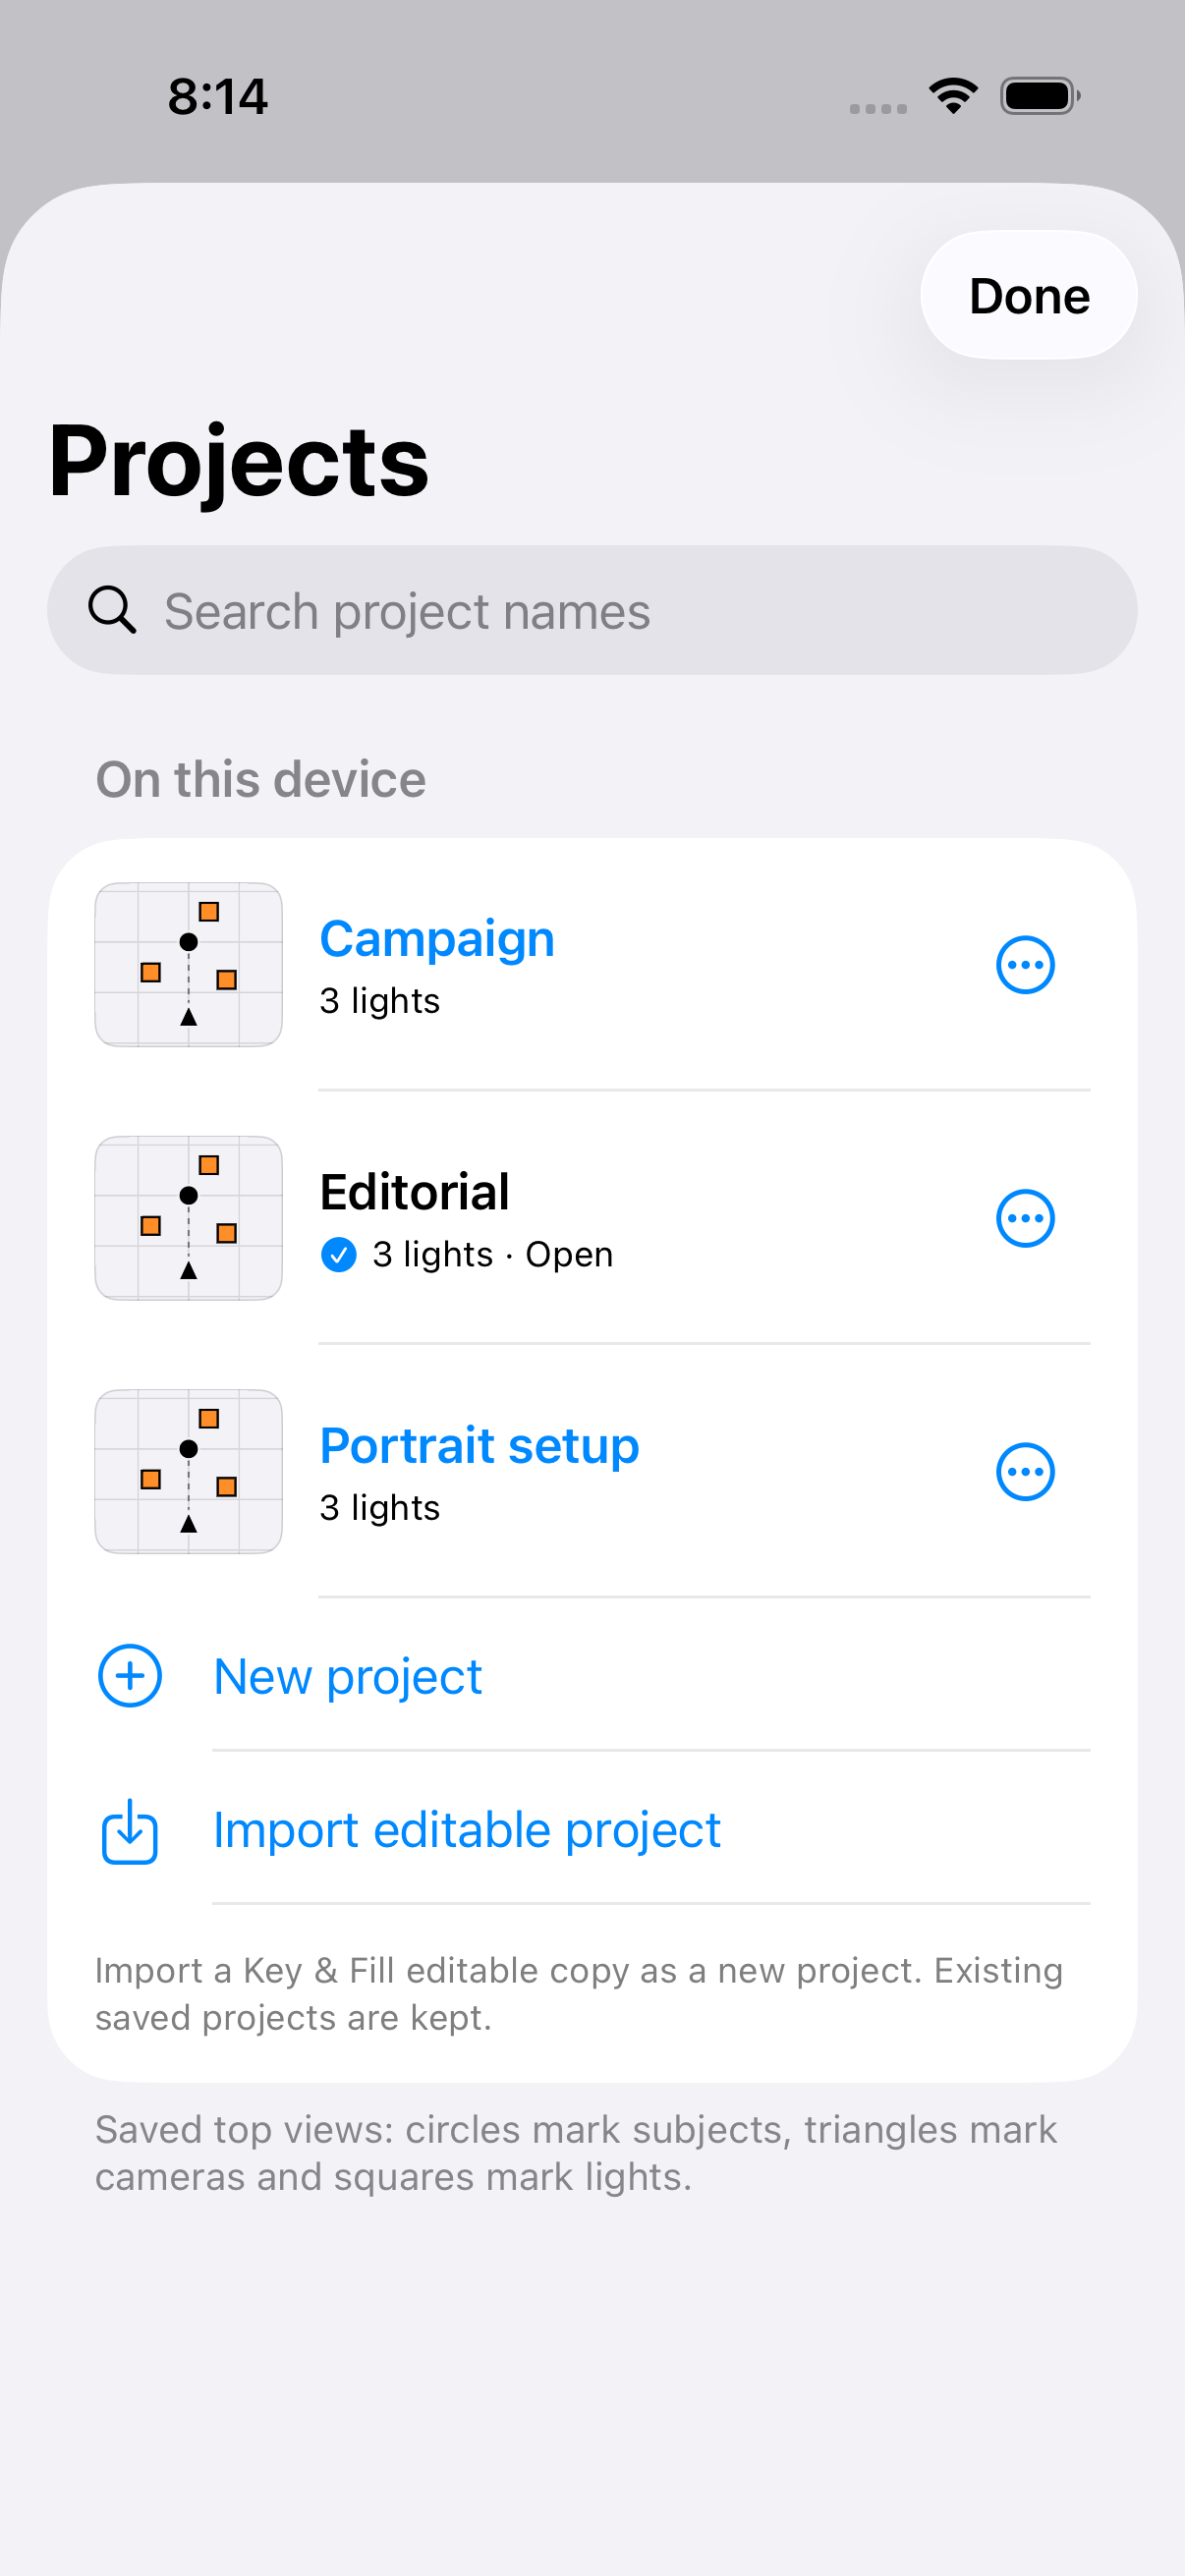 8:14
Done
Projects
Search project names
On this device
Campaign
3 lights
Editorial
3 lights · Open
Portrait setup
3 lights
New project
Import editable project
Import a Key & Fill editable copy as a new project. Existing
saved projects are kept.
Saved top views: circles mark subjects, triangles mark
cameras and squares mark lights.